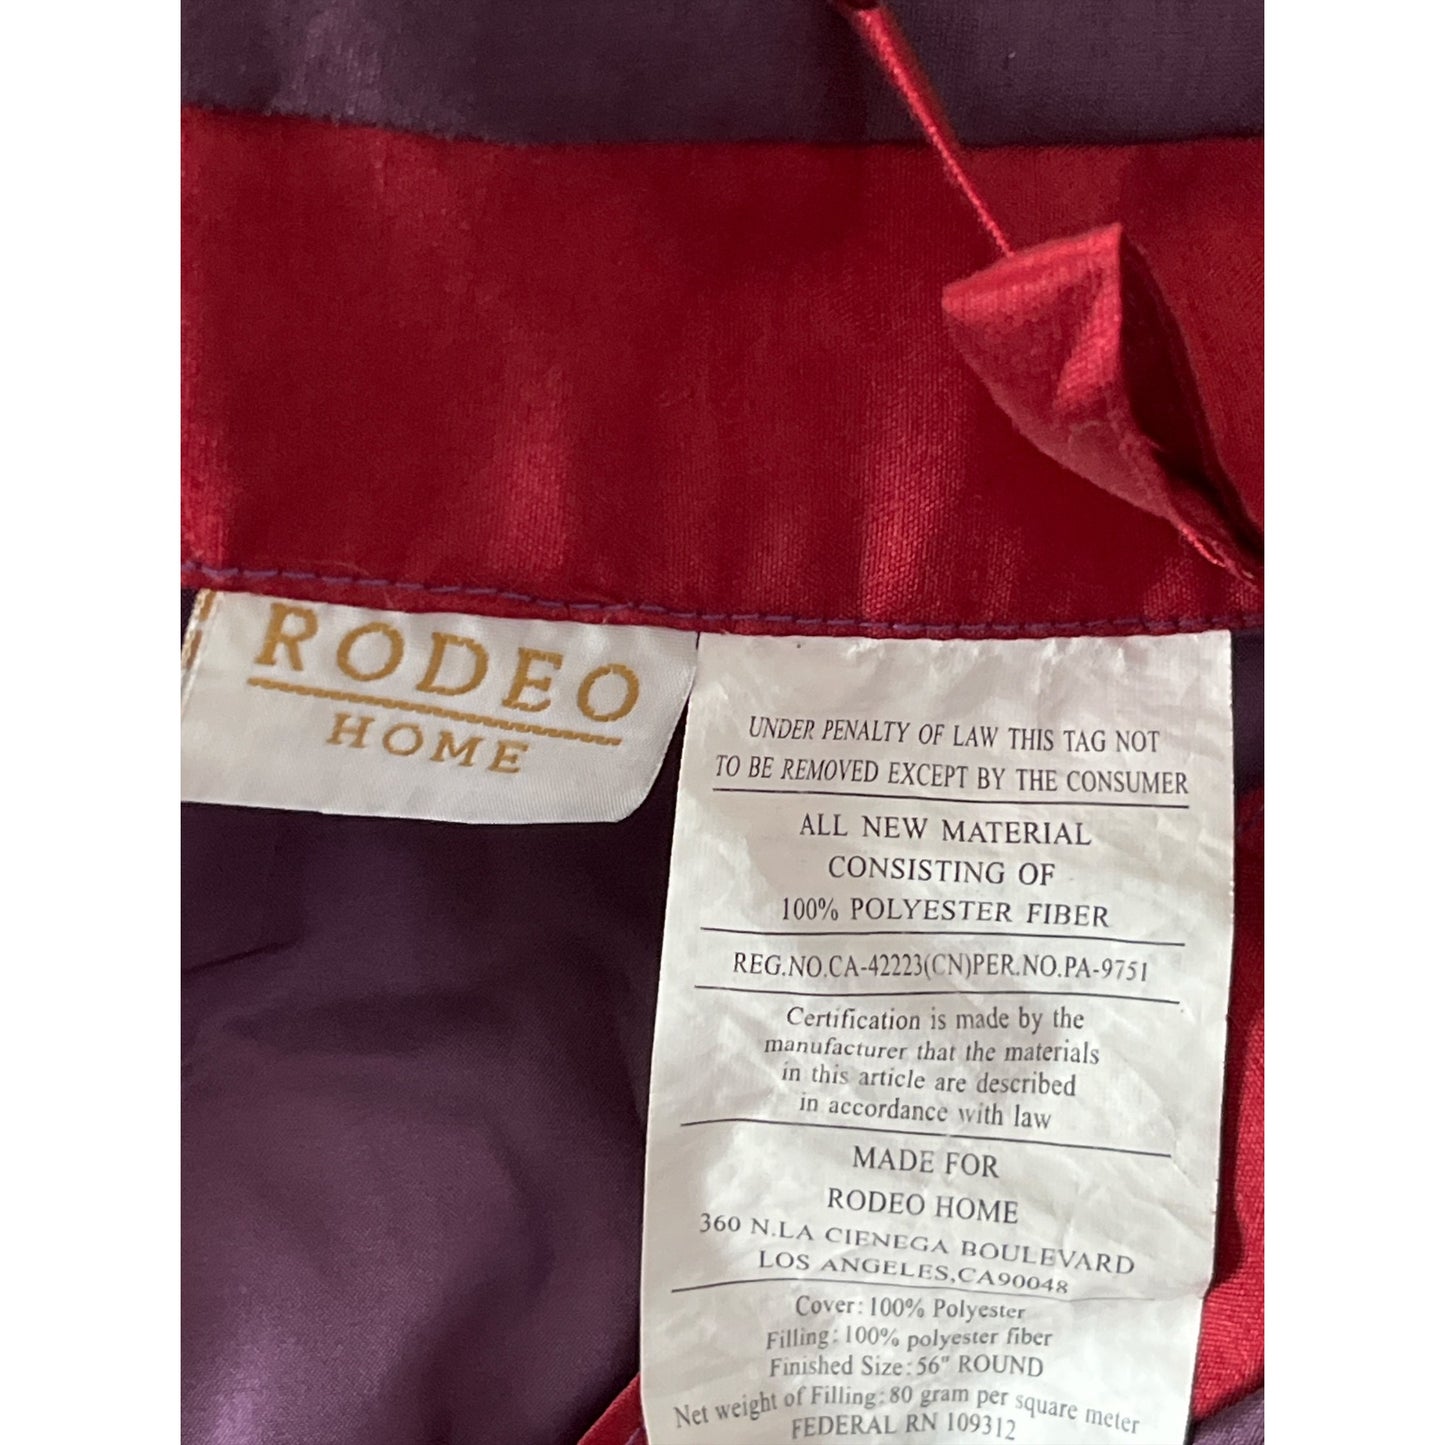 RODEO
HOME
UNDER PENALTY OF LAW THIS TAG NOT
TO BE REMOVED EXCEPT BY THE CONSUMER
ALL NEW MATERIAL
CONSISTING OF
100% POLYESTER FIBER
REG.NO.CA-42223(CN)PER.NO.PA-9751
Certification is made by the
manufacturer that the materials
in this article are described
in accordance with law
MADE FOR
RODEO HOME
360 N.LA CIENEGA BOULEVARD
LOS ANGELES,CA90048
Cover: 100% Polyester
Filling: 100% polyester fiber
Finished Size: 56" ROUND
Net weight of Filling: 80 gram per square meter
FEDERAL RN 109312